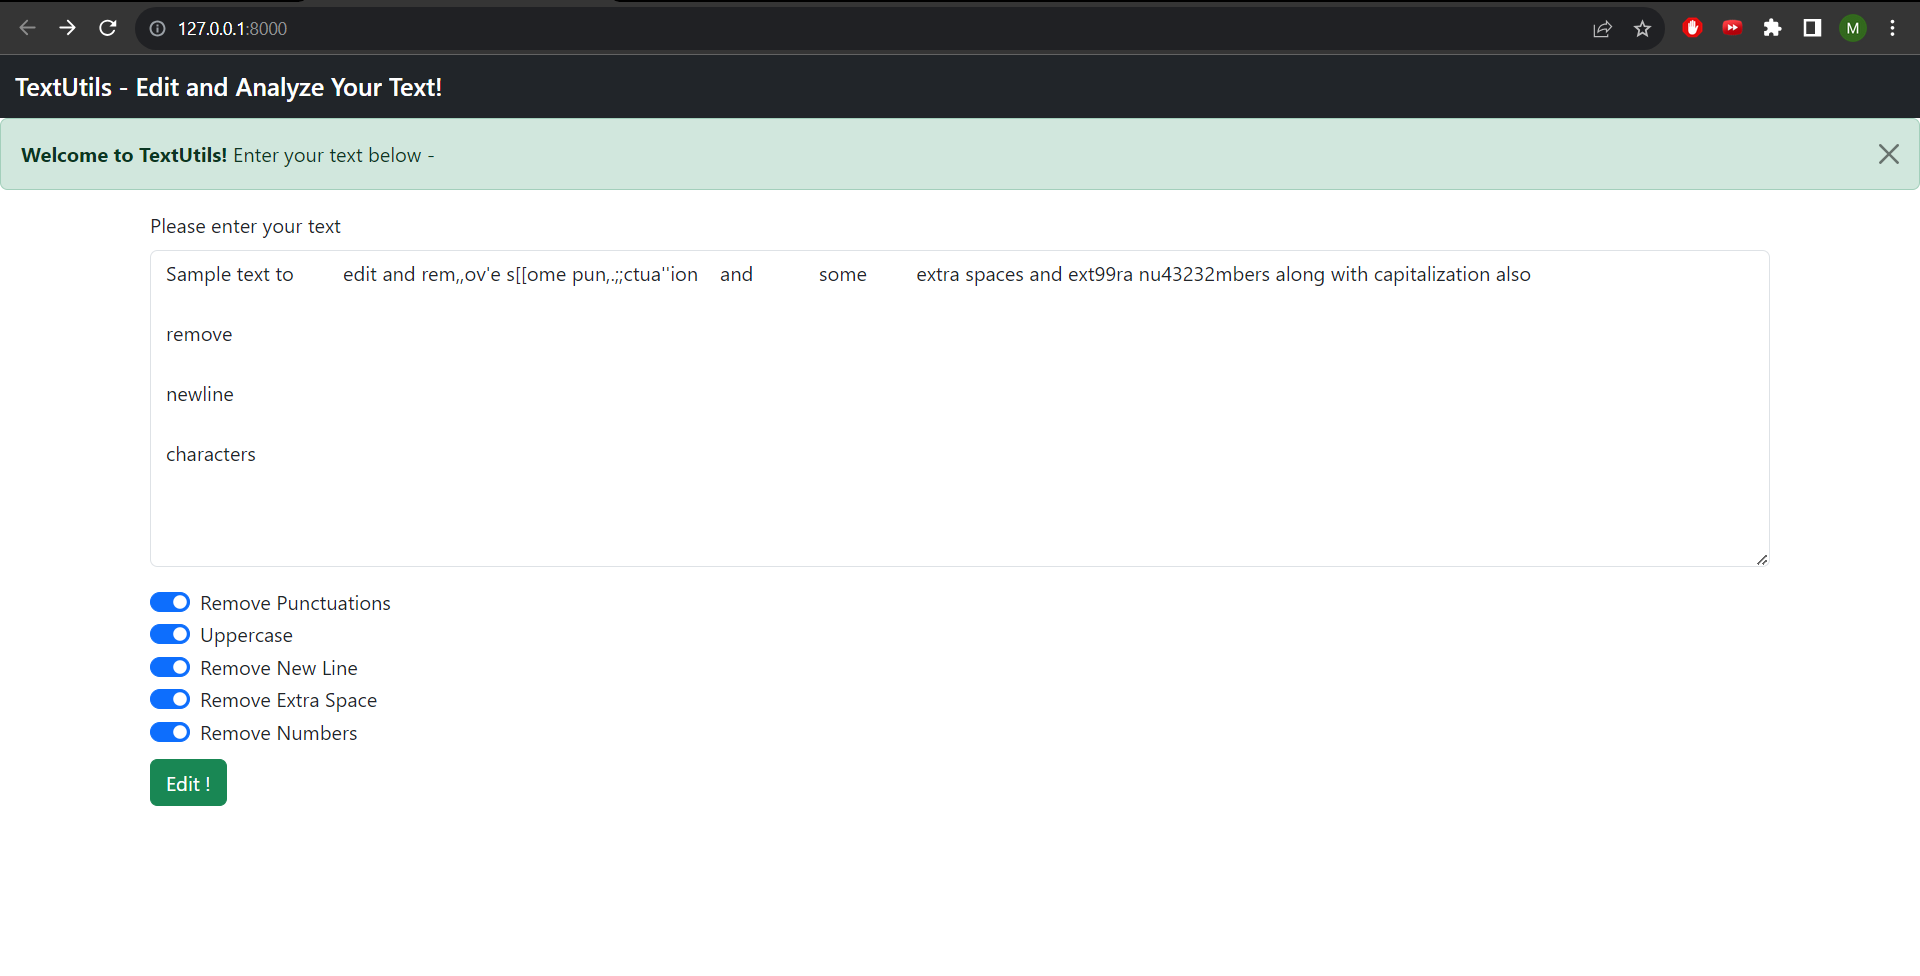 127.0.0.1:8000
M
TextUtils - Edit and Analyze Your Text!
Welcome to TextUtils! Enter your text below -
Please enter your text
Sample text to         edit and rem,,ov'e s[[ome pun,.;;ctua''ion    and            some         extra spaces and ext99ra nu43232mbers along with capitalization also
remove
newline
characters
Remove Punctuations
Uppercase
Remove New Line
Remove Extra Space
Remove Numbers
Edit !